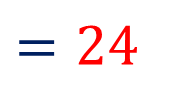 = 24